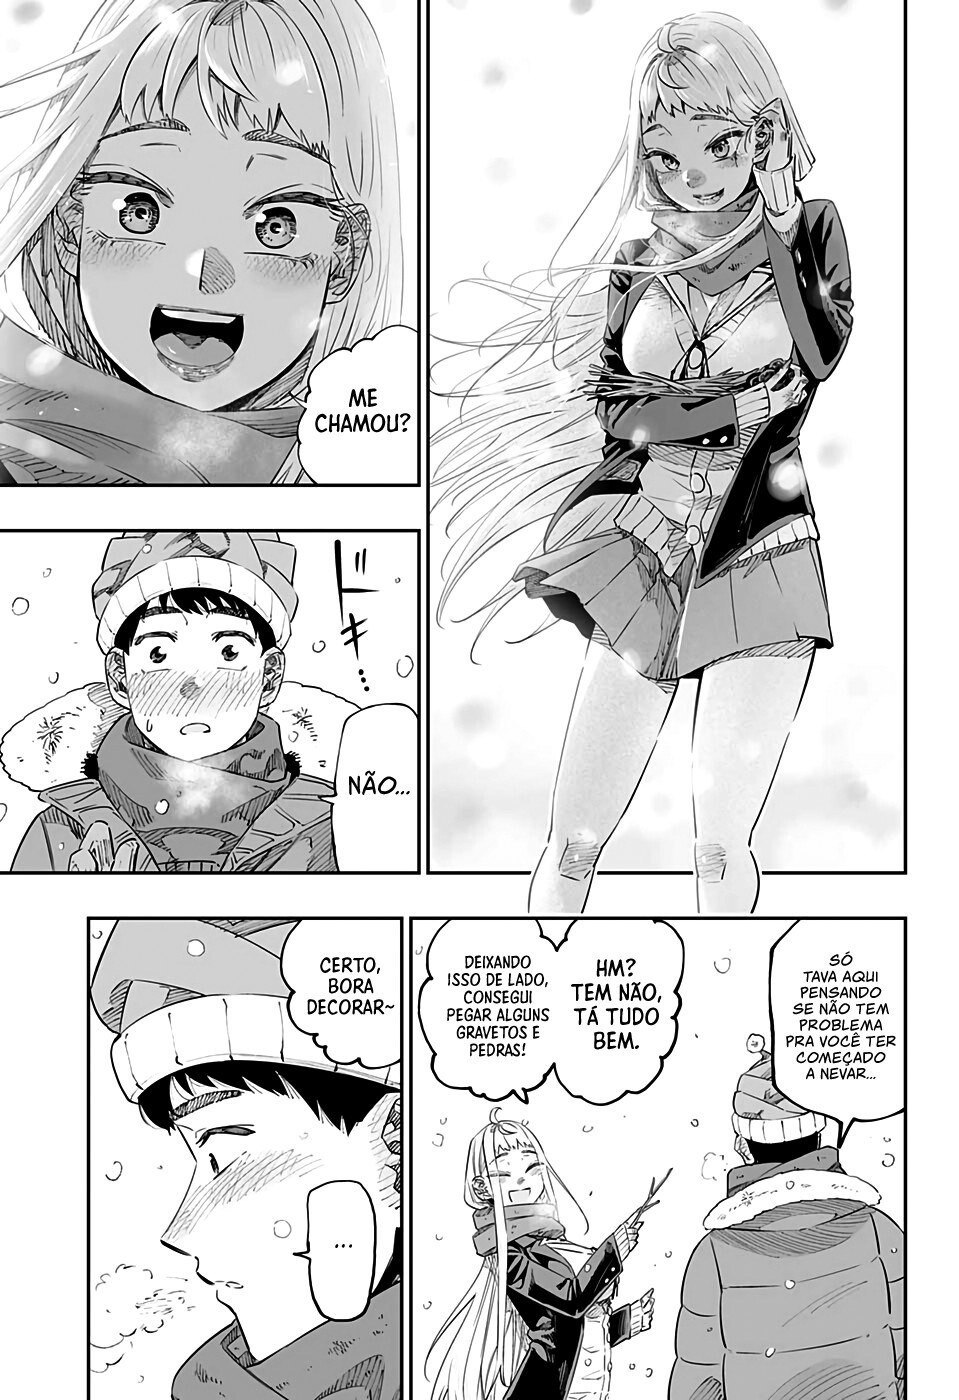 ME
CHAMOU?
ドキ…
NÃO...
SÓ
TAVA AQUI
PENSANDO
SE NÃO TEM
PROBLEMA
PRA VOCÊ TER
COMEÇADO
A NEVAR...
HM?
TEM NÃO,
TÁ TUDO
BEM.
DEIXANDO
ISSO DE LADO,
CONSEGUI
PEGAR ALGUNS
GRAVETOS E
PEDRAS!
CERTO,
BORA
DECORAR~
...